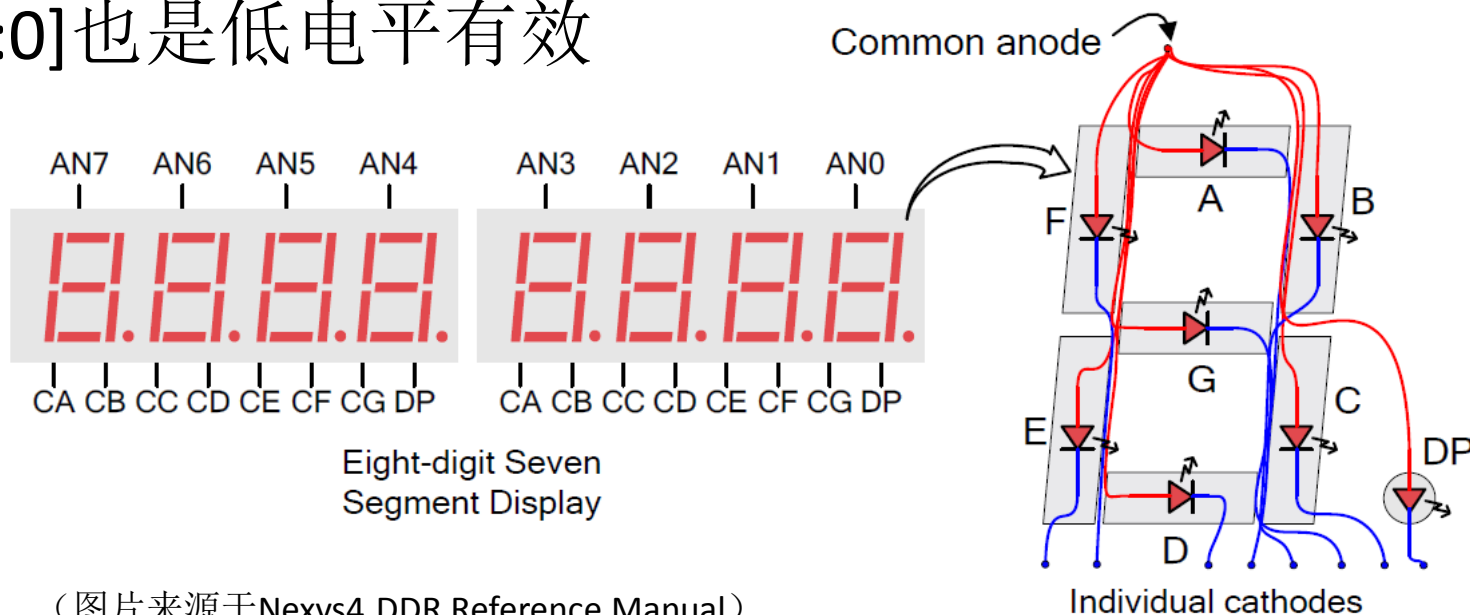 :0]也是低电平有效
Common anode
AN7 AN6 AN5 AN4 AN3 AN2 AN1 AN0
CA CB CC CD CE CF CG DP CA CB CC CD CE CF CG DP
Eight-digit Seven
Segment Display
A
F
B
G
E
C
DP
D
Individual cathodes
（图片来源于Nexys4 DDR Reference Manual）